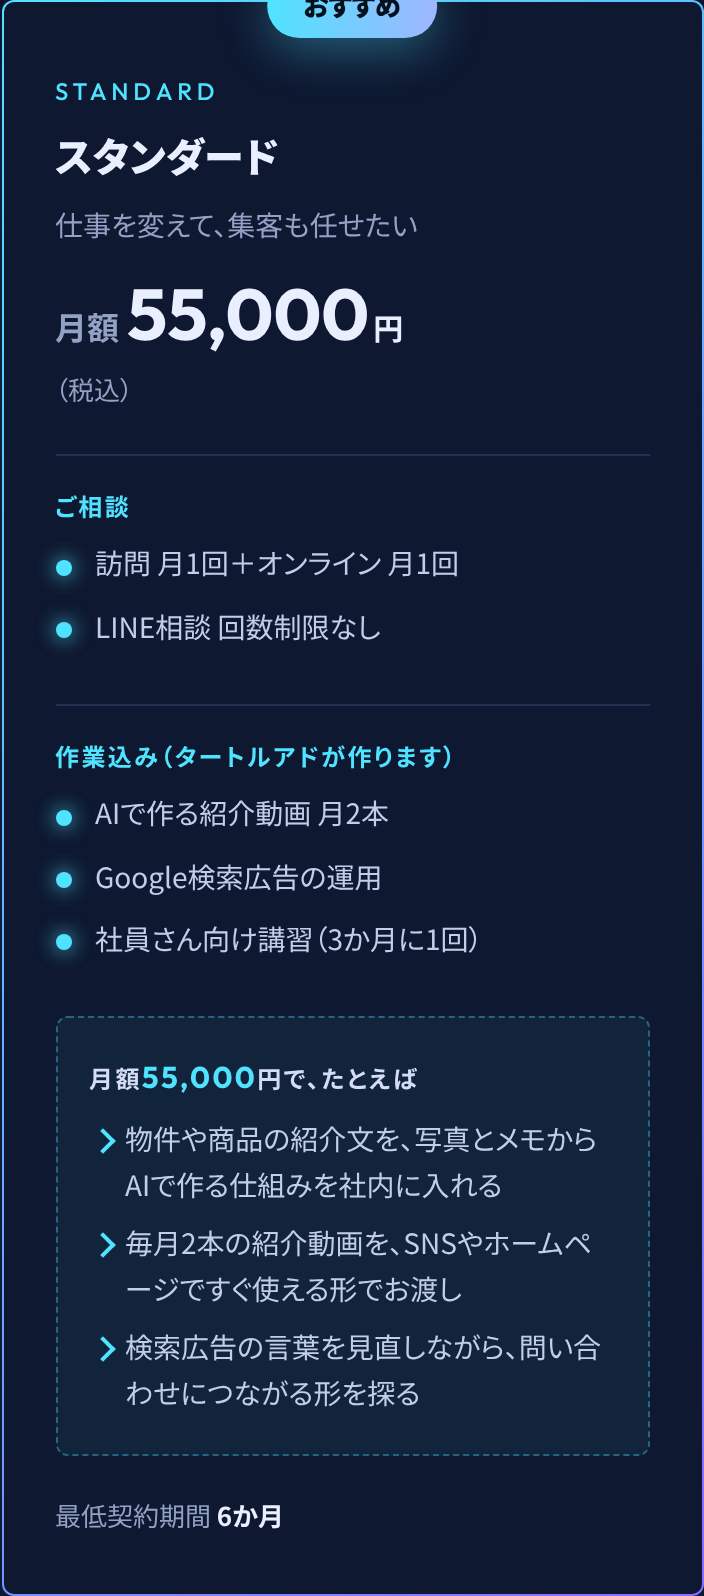 おすすめ
STANDARD
スタンダード
仕事を変えて、集客も任せたい
月額 55,000 円
（税込）
ご相談
訪問 月1回＋オンライン 月1回
LINE相談 回数制限なし
作業込み（タートルアドが作ります）
AIで作る紹介動画 月2本
Google検索広告の運用
社員さん向け講習（3か月に1回）
月額55,000円で、たとえば
物件や商品の紹介文を、写真とメモから
AIで作る仕組みを社内に入れる
毎月2本の紹介動画を、SNSやホームペ
ージですぐ使える形でお渡し
検索広告の言葉を見直しながら、問い合
わせにつながる形を探る
最低契約期間 6か月